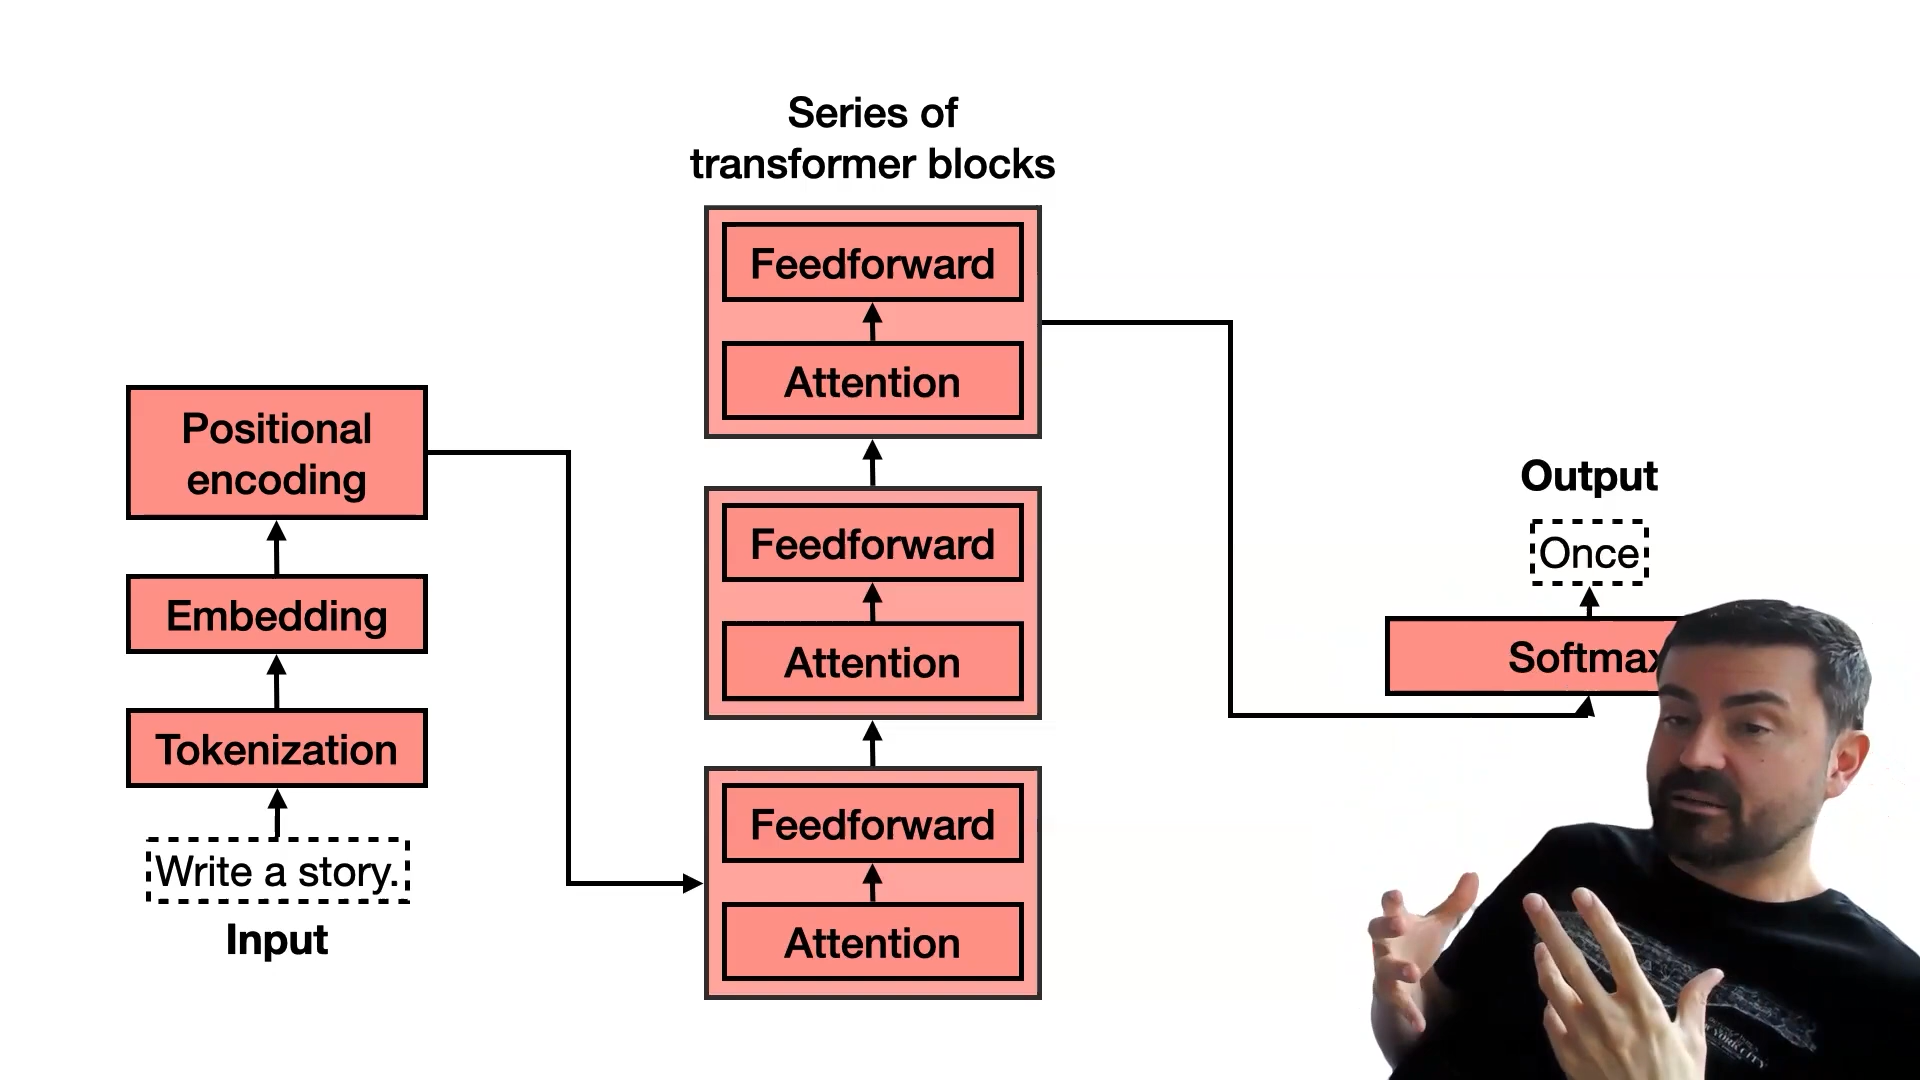 Series of
transformer blocks
Feedforward
Attention
Feedforward
Attention
Feedforward
Attention
Positional
encoding
Embedding
Tokenization
Write a story.
Input
Output
Once
Softmax